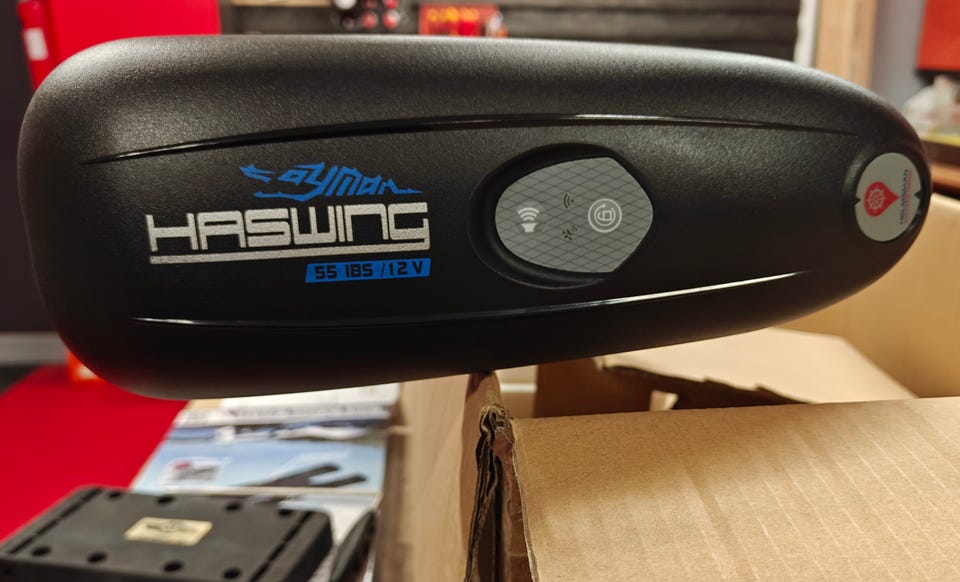 Cayman
HASWING
55 lBS /12 V